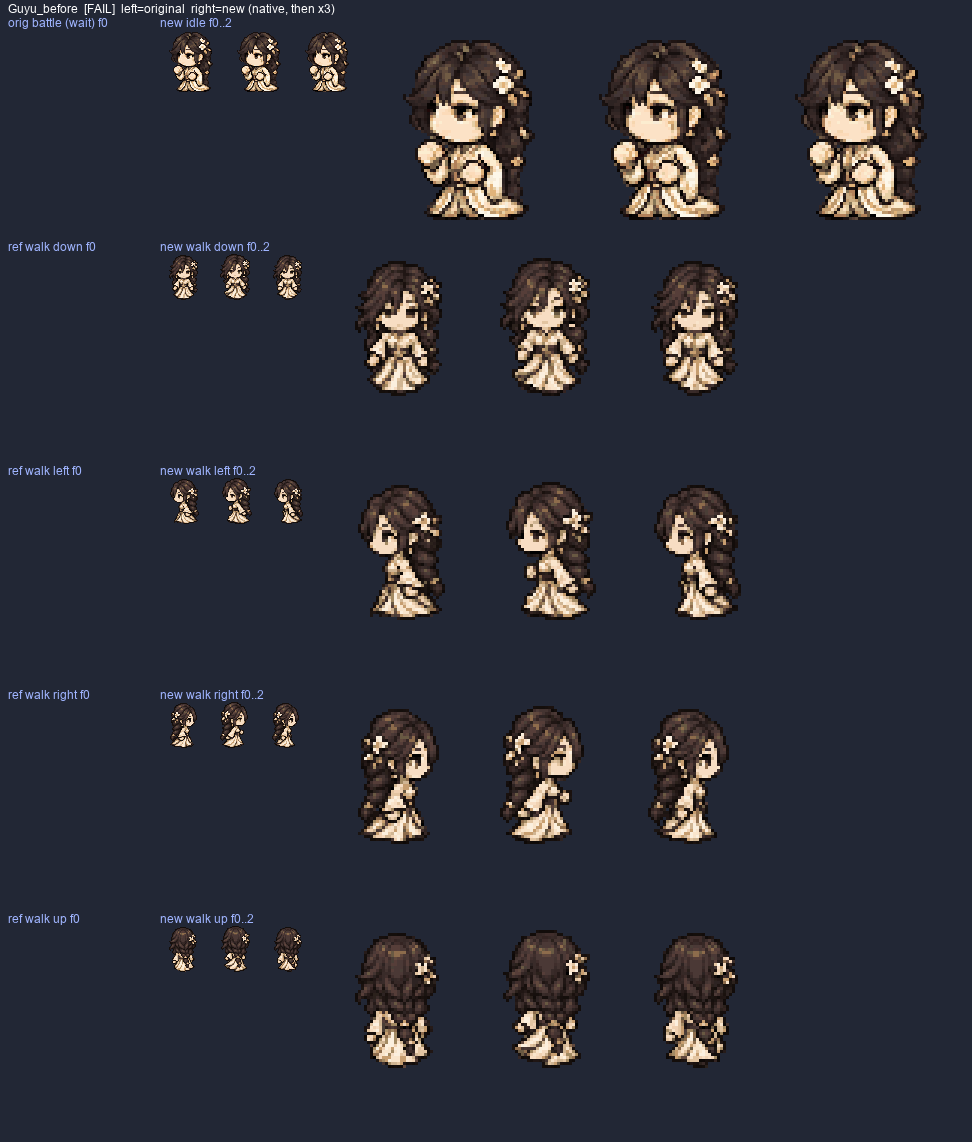 Guyu_before [FAIL] left=original right=new (native, then x3)
orig battle (wait) f0 new idle f0..2
ref walk down f0 new walk down f0..2
ref walk left f0 new walk left f0..2
ref walk right f0 new walk right f0..2
ref walk up f0 new walk up f0..2